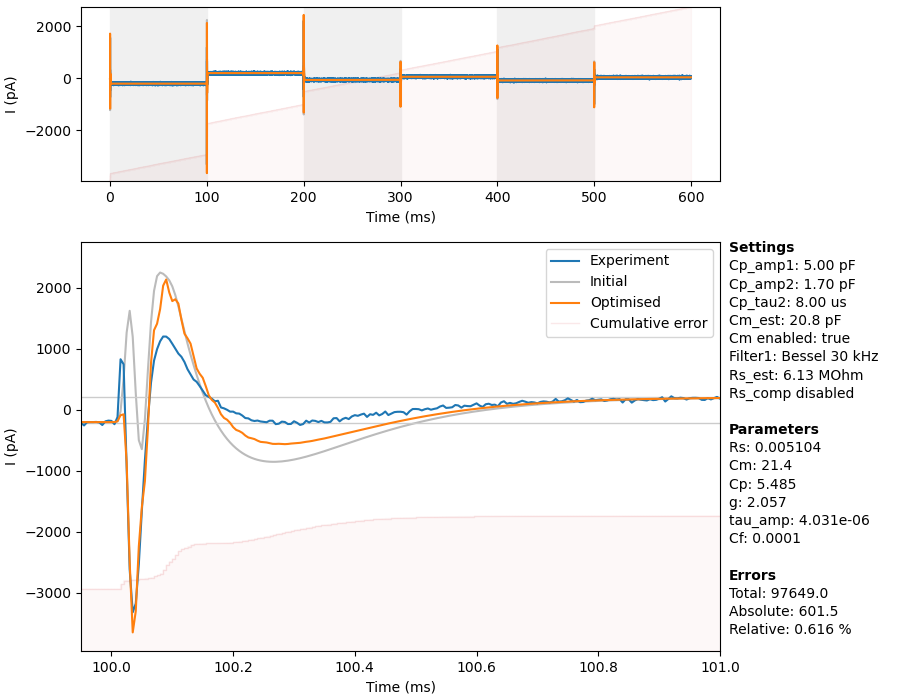 2000
0
−2000
I (pA)
0
100
200
300
400
500
600
Time (ms)
2000
1000
0
−1000
−2000
−3000
I (pA)
100.0
100.2
100.4
100.6
100.8
101.0
Time (ms)
Experiment
Initial
Optimised
Cumulative error
Settings
Cp_amp1: 5.00 pF
Cp_amp2: 1.70 pF
Cp_tau2: 8.00 us
Cm_est: 20.8 pF
Cm enabled: true
Filter1: Bessel 30 kHz
Rs_est: 6.13 MOhm
Rs_comp disabled
Parameters
Rs: 0.005104
Cm: 21.4
Cp: 5.485
g: 2.057
tau_amp: 4.031e-06
Cf: 0.0001
Errors
Total: 97649.0
Absolute: 601.5
Relative: 0.616 %